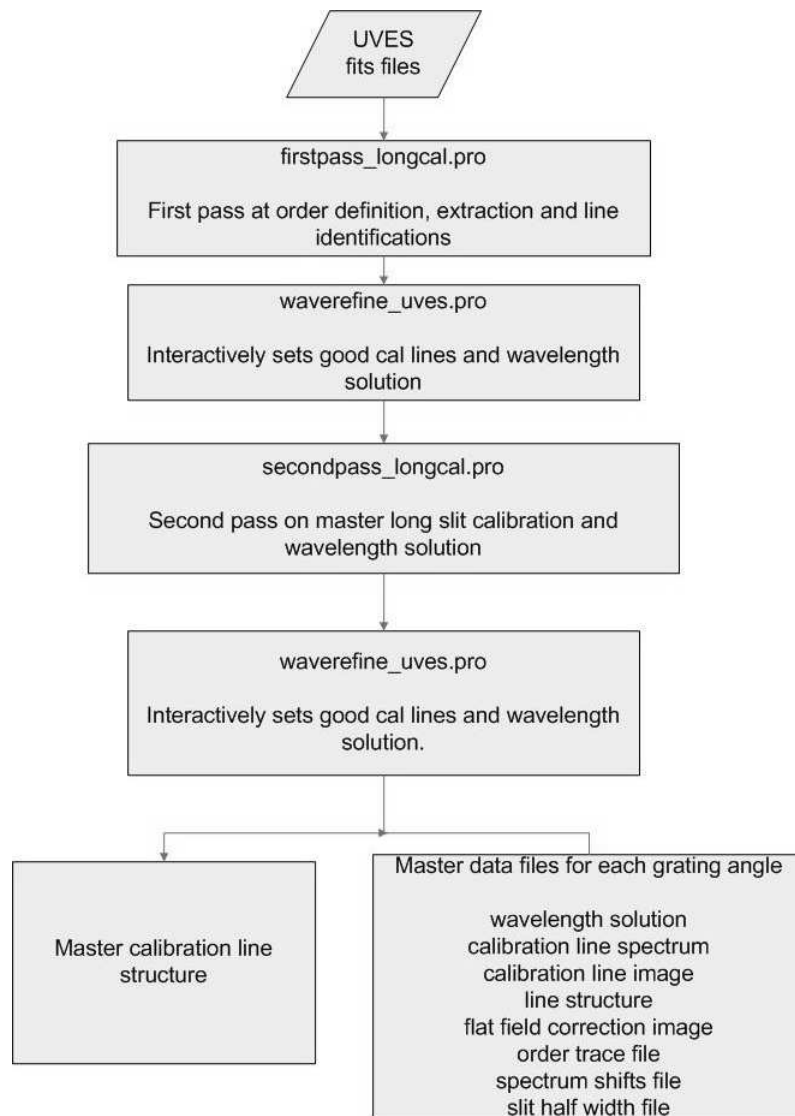 UVES
fits files
firstpass_longcal.pro
First pass at order definition, extraction and line
identifications
waverefine_uves.pro
Interactively sets good cal lines and wavelength
solution
secondpass_longcal.pro
Second pass on master long slit calibration and
wavelength solution
waverefine_uves.pro
Interactively sets good cal lines and wavelength
solution.
Master calibration line
structure
Master data files for each grating angle
wavelength solution
calibration line spectrum
calibration line image
line structure
flat field correction image
order trace file
spectrum shifts file
slit half width file